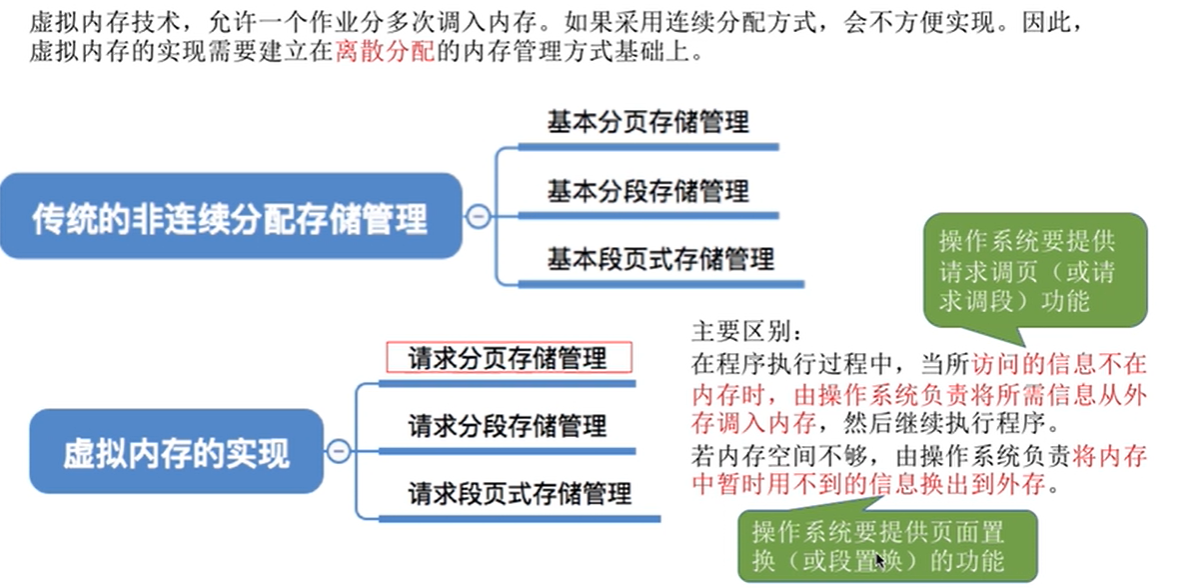 虚拟内存技术，允许一个作业分多次调入内存。如果采用连续分配方式，会不方便实现。因此，
虚拟内存的实现需要建立在离散分配的内存管理方式基础上。
基本分页存储管理
传统的非连续分配存储管理
基本分段存储管理
基本段页式存储管理
操作系统要提供
请求调页（或请
求调段）功能
请求分页存储管理
虚拟内存的实现
请求分段存储管理
请求段页式存储管理
主要区别：
在程序执行过程中，当所访问的信息不在
内存时，由操作系统负责将所需信息从外
存调入内存，然后继续执行程序。
若内存空间不够，由操作系统负责将内存
中暂时用不到的信息换出到外存。
操作系统要提供页面置
换（或段置换）的功能